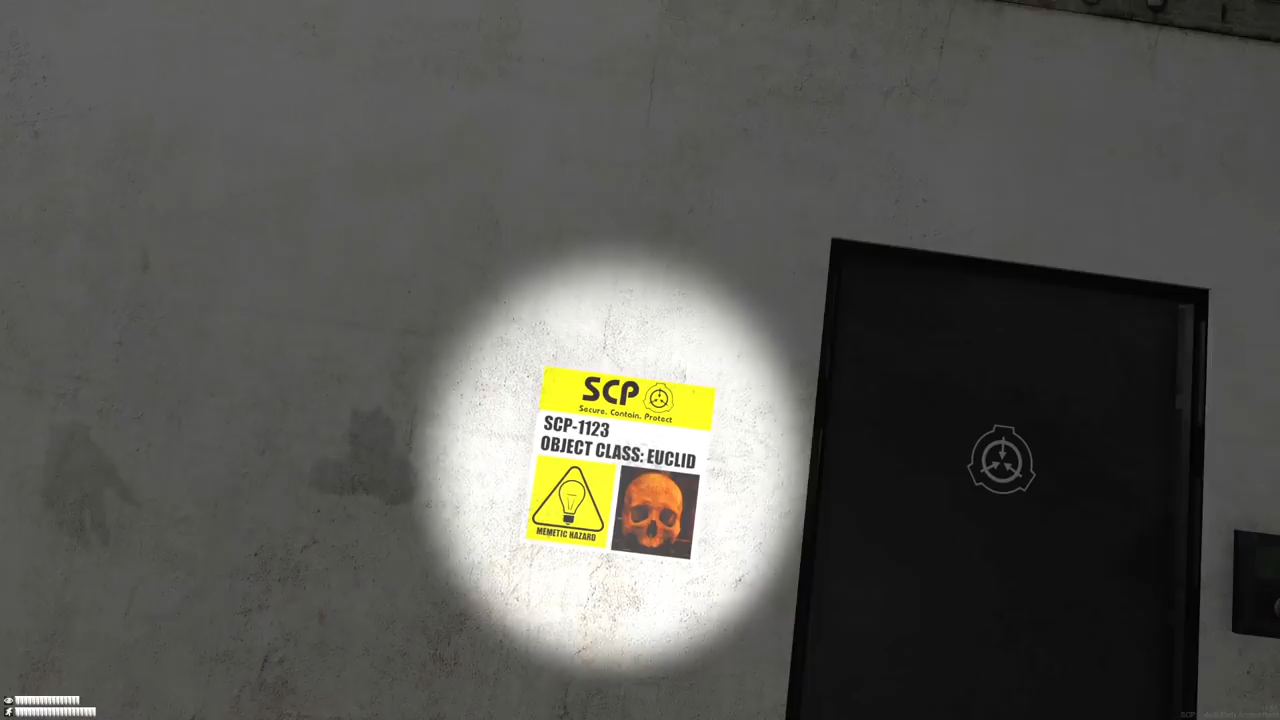 SCP
Secure. Contain. Protect
SCP-1123
OBJECT CLASS: EUCLID
MEMETIC HAZARD